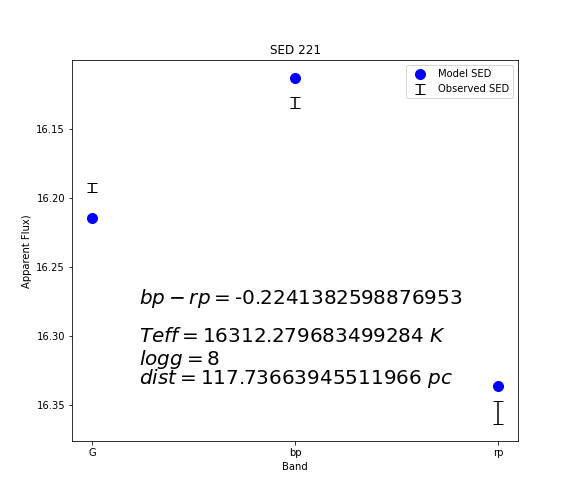 SED 221
Model SED
Observed SED
16.15
16.20
16.25
16.30
16.35
Apparent Flux)
bp − rp = -0.2241382598876953
Teff = 16312.279683499284 K
logg = 8
dist = 117.73663945511966 pc
G bp rp
Band